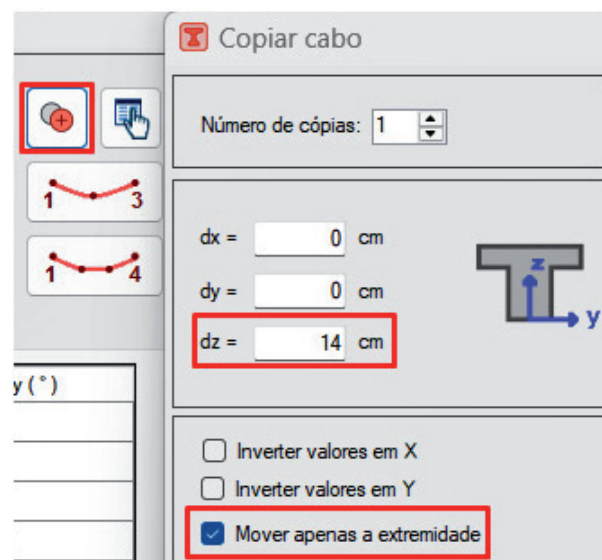 Copiar cabo
Número de cópias: 1
1 3
1 4
dx = 0 cm
dy = 0 cm
dz = 14 cm
z
y
y(°)
Inverter valores em X
Inverter valores em Y
Mover apenas a extremidade